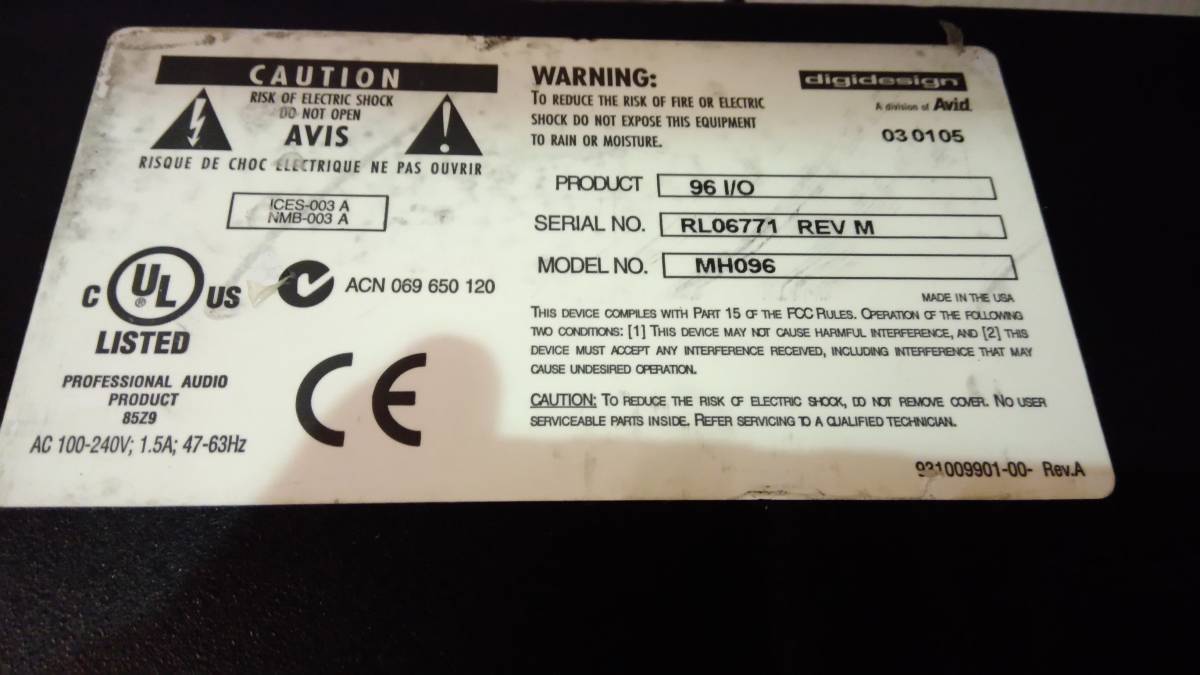 CAUTION
RISK OF ELECTRIC SHOCK
DO NOT OPEN
AVIS
RISQUE DE CHOC ELECTRIQUE NE PAS OUVRIR
ICES-003 A
NMB-003 A
C UL ® US
LISTED
ACN 069 650 120
PROFESSIONAL AUDIO
PRODUCT
85Z9
AC 100-240V; 1.5A; 47-63Hz
CE
WARNING:
TO REDUCE THE RISK OF FIRE OR ELECTRIC
SHOCK DO NOT EXPOSE THIS EQUIPMENT
TO RAIN OR MOISTURE.
digidesign
A division of Avid.
030105
PRODUCT 96 I/O
SERIAL NO. RL06771 REV M
MODEL NO. MH096
MADE IN THE USA
THIS DEVICE COMPLIES WITH PART 15 OF THE FCC RULES. OPERATION OF THE FOLLOWING
TWO CONDITIONS: [1] THIS DEVICE MAY NOT CAUSE HARMFUL INTERFERENCE, AND [2] THIS
DEVICE MUST ACCEPT ANY INTERFERENCE RECEIVED, INCLUDING INTERFERENCE THAT MAY
CAUSE UNDESIRED OPERATION.
CAUTION: TO REDUCE THE RISK OF ELECTRIC SHOCK, DO NOT REMOVE COVER. NO USER
SERVICEABLE PARTS INSIDE. REFER SERVICING TO A QUALIFIED TECHNICIAN.
931009901-00- Rev.A